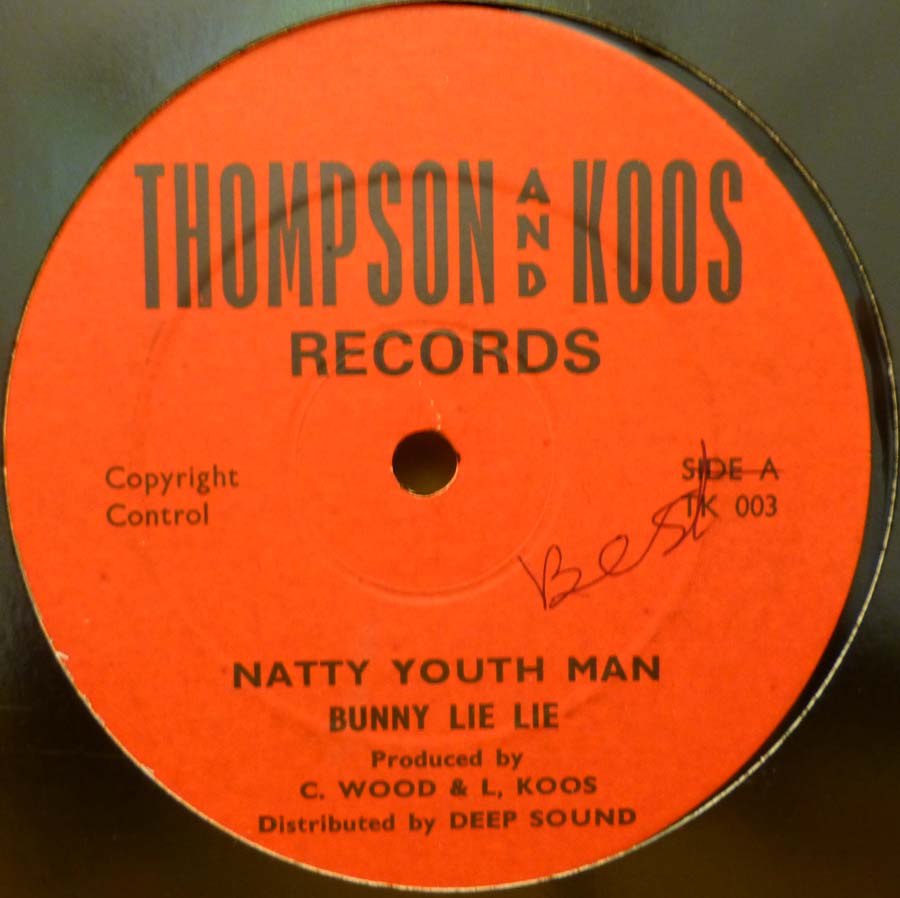 THOMPSON AND KOOS
RECORDS
Copyright
Control
SIDE A
TK 003
Best
NATTY YOUTH MAN
BUNNY LIE LIE
Produced by
C. WOOD & L. KOOS
Distributed by DEEP SOUND